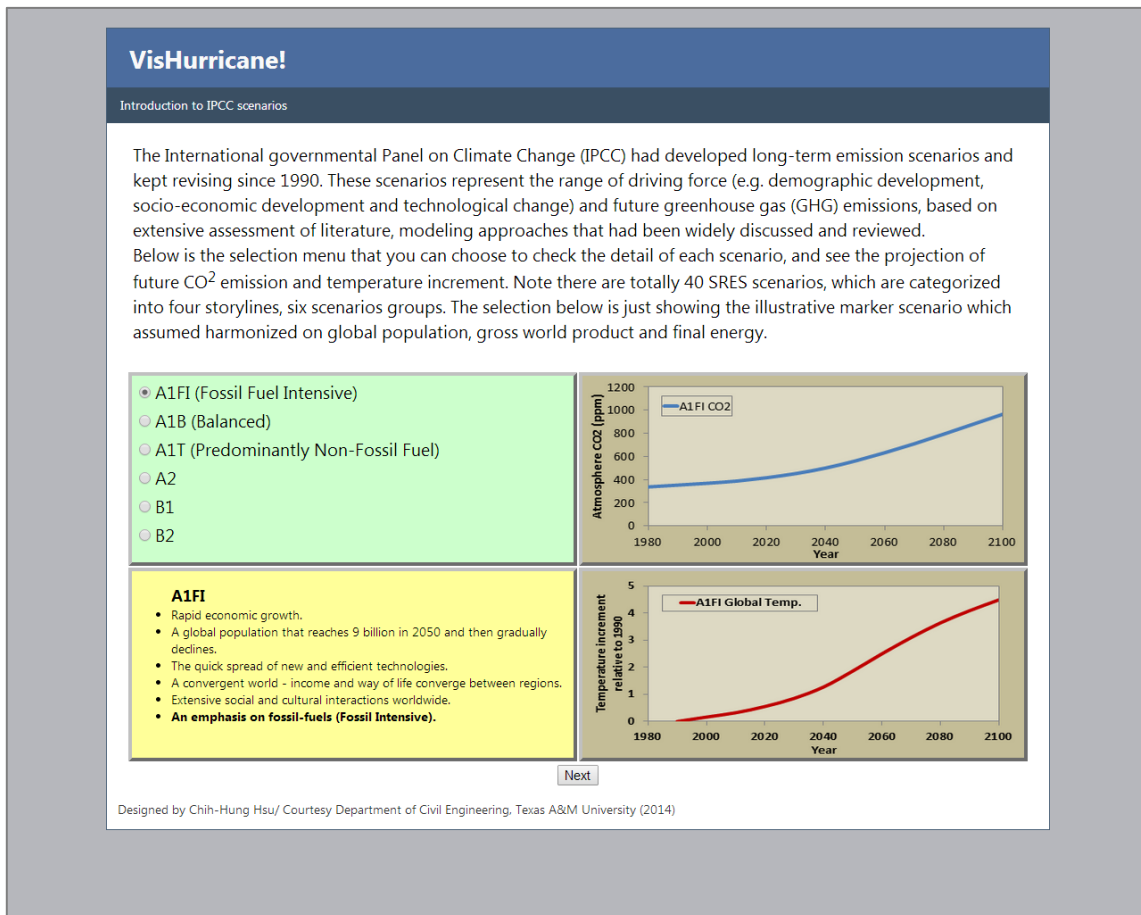 VisHurricane!
Introduction to IPCC scenarios
The International governmental Panel on Climate Change (IPCC) had developed long-term emission scenarios and
kept revising since 1990. These scenarios represent the range of driving force (e.g. demographic development,
socio-economic development and technological change) and future greenhouse gas (GHG) emissions, based on
extensive assessment of literature, modeling approaches that had been widely discussed and reviewed.
Below is the selection menu that you can choose to check the detail of each scenario, and see the projection of
future CO² emission and temperature increment. Note there are totally 40 SRES scenarios, which are categorized
into four storylines, six scenarios groups. The selection below is just showing the illustrative marker scenario which
assumed harmonized on global population, gross world product and final energy.
A1FI (Fossil Fuel Intensive)
A1B (Balanced)
A1T (Predominantly Non-Fossil Fuel)
A2
B1
B2
Atmosphere CO2 (ppm)
1200
1000
800
600
400
200
0
A1FI CO2
1980 2000 2020 2040 2060 2080 2100
Year
A1FI
• Rapid economic growth.
• A global population that reaches 9 billion in 2050 and then gradually
declines.
• The quick spread of new and efficient technologies.
• A convergent world - income and way of life converge between regions.
• Extensive social and cultural interactions worldwide.
• An emphasis on fossil-fuels (Fossil Intensive).
Temperature increment
relative to 1990
5
4
3
2
1
0
A1FI Global Temp.
1980 2000 2020 2040 2060 2080 2100
Year
Next
Designed by Chih-Hung Hsu/ Courtesy Department of Civil Engineering, Texas A&M University (2014)